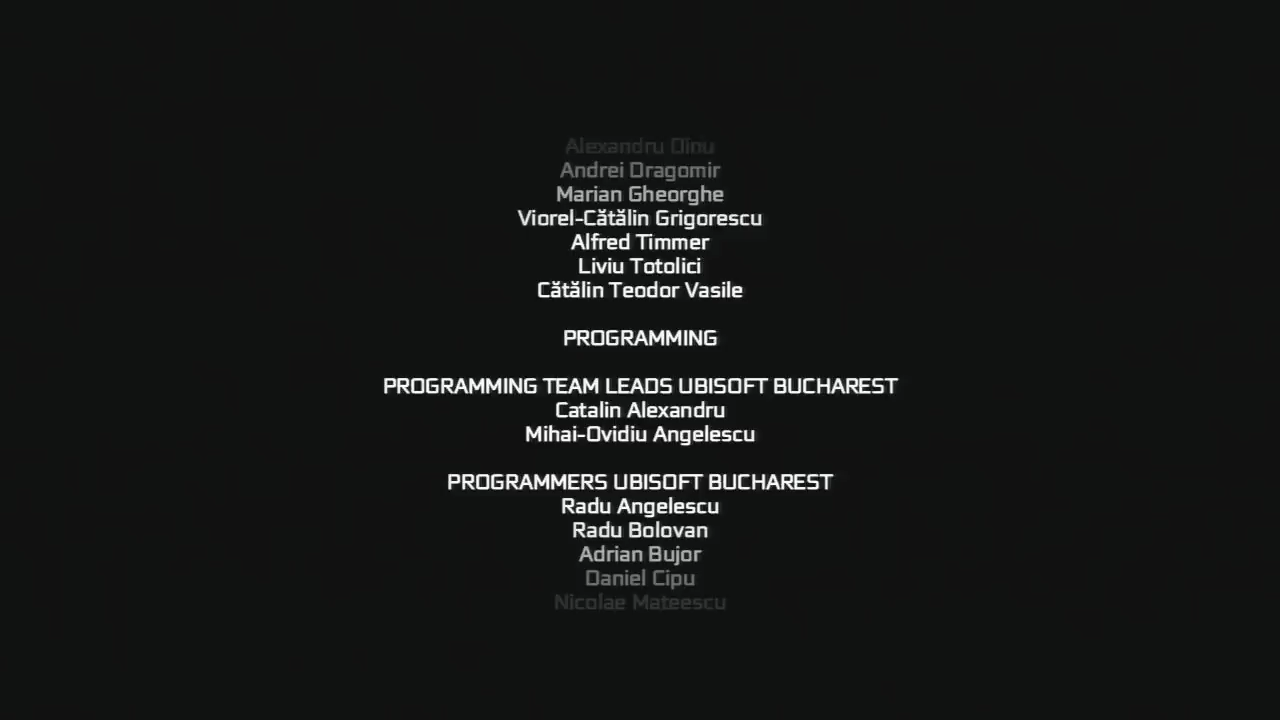 Alexandru Dinu
Andrei Dragomir
Marian Gheorghe
Viorel-Cătălin Grigorescu
Alfred Timmer
Liviu Totolici
Cătălin Teodor Vasile
PROGRAMMING
PROGRAMMING TEAM LEADS UBISOFT BUCHAREST
Catalin Alexandru
Mihai-Ovidiu Angelescu
PROGRAMMERS UBISOFT BUCHAREST
Radu Angelescu
Radu Bolovan
Adrian Bujor
Daniel Cipu
Nicolae Mateescu